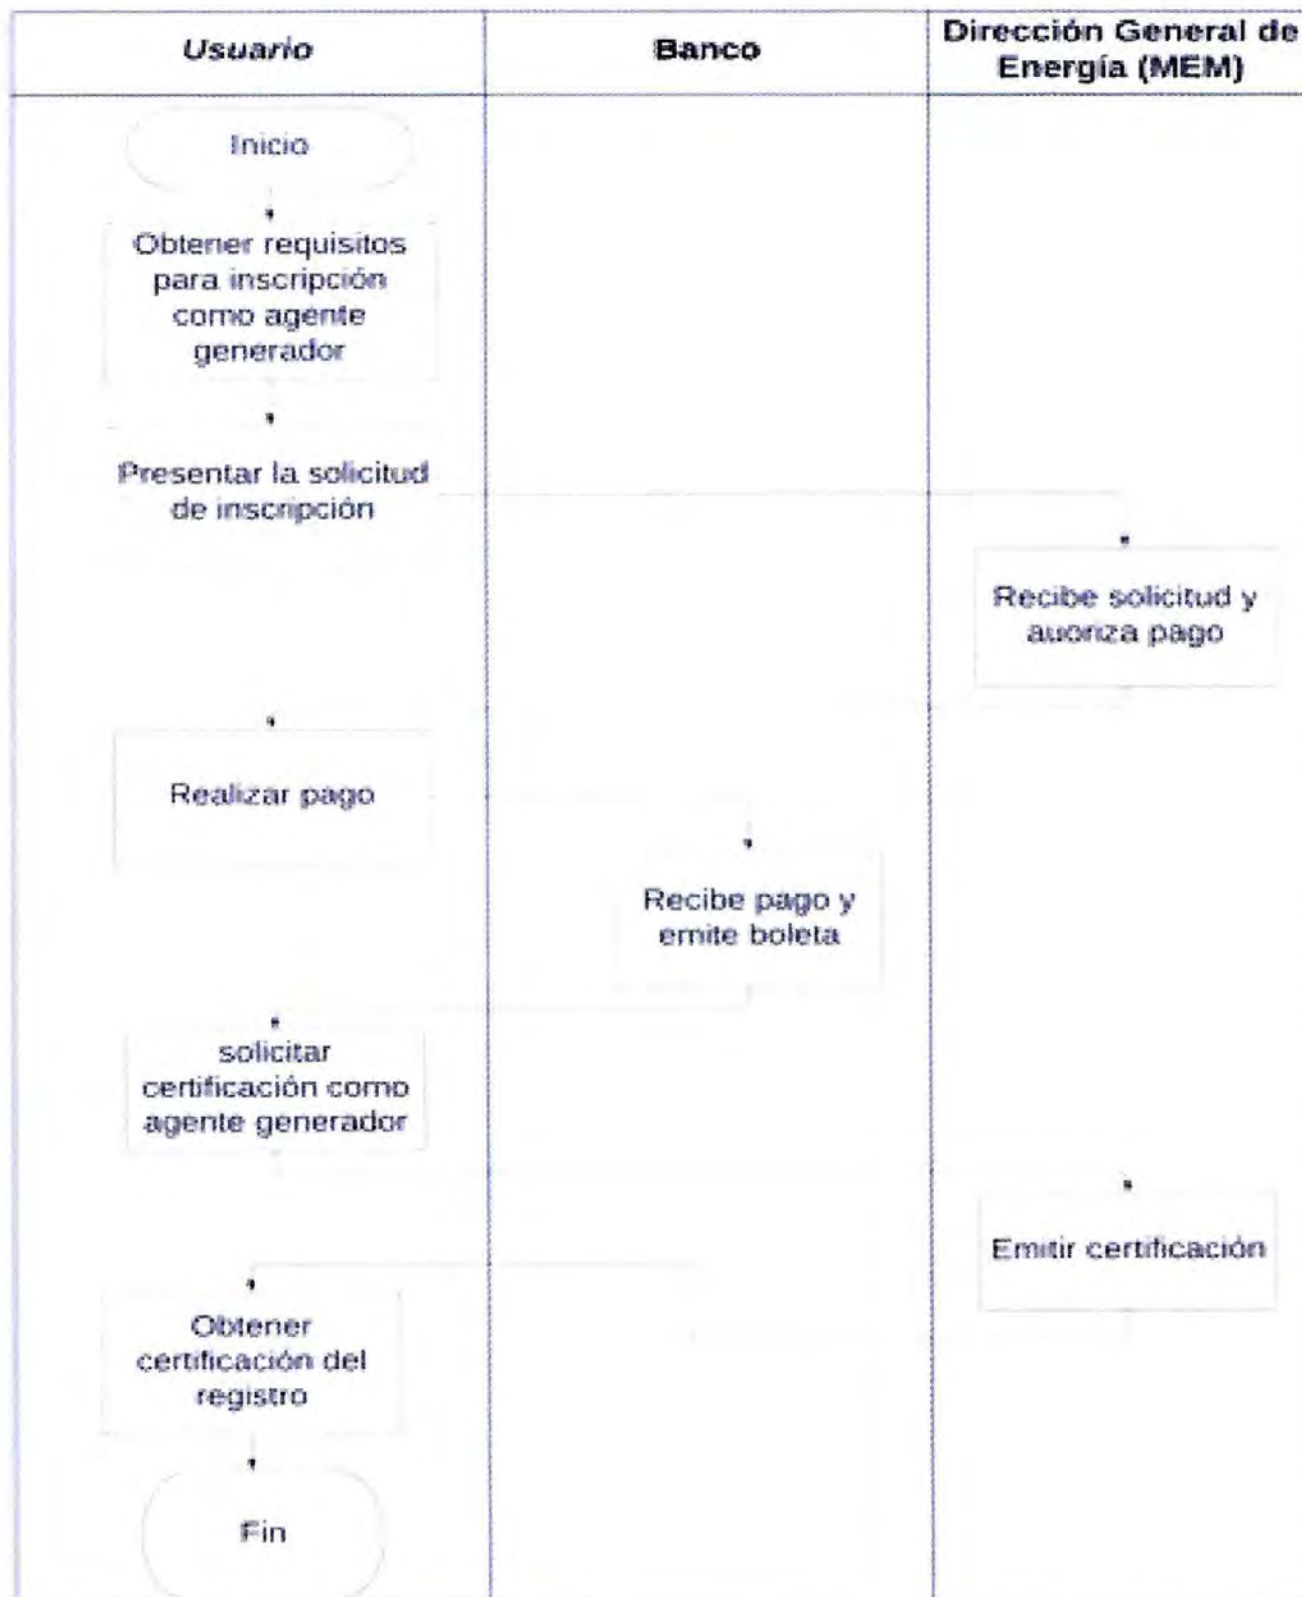 Usuario
Banco
Dirección General de
Energía (MEM)
Inicio
Obtener requisitos
para inscripción
como agente
generador
Presentar la solicitud
de inscripción
Recibe solicitud y
auoriza pago
Realizar pago
Recibe pago y
emite boleta
solicitar
certificación como
agente generador
Emitir certificación
Obtener
certificación del
registro
Fin